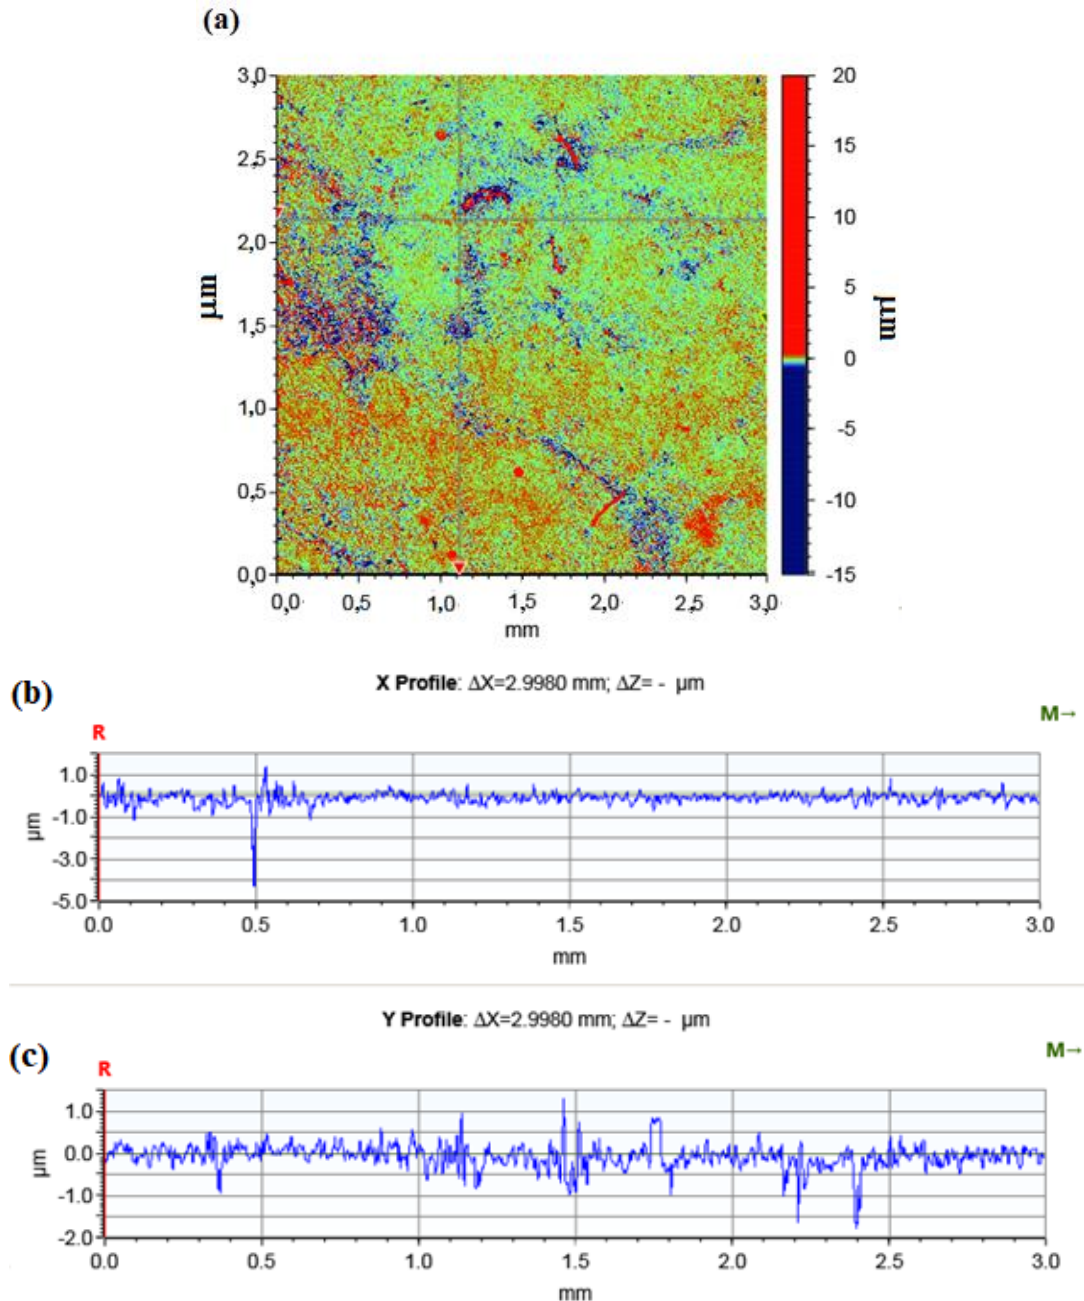 (a)
3,0
2,5
2,0
1,5
1,0
0,5
0,0
μm
0,0 0,5 1,0 1,5 2,0 2,5 3,0
mm
20
15
10
5
0
-5
-10
-15
μm
(b)
X Profile: ΔX=2.9980 mm; ΔZ= - μm
R
M→
1.0
-1.0
-3.0
-5.0
μm
0.0 0.5 1.0 1.5 2.0 2.5 3.0
mm
(c)
Y Profile: ΔX=2.9980 mm; ΔZ= - μm
R
M→
1.0
0.0
-1.0
-2.0
μm
0.0 0.5 1.0 1.5 2.0 2.5 3.0
mm